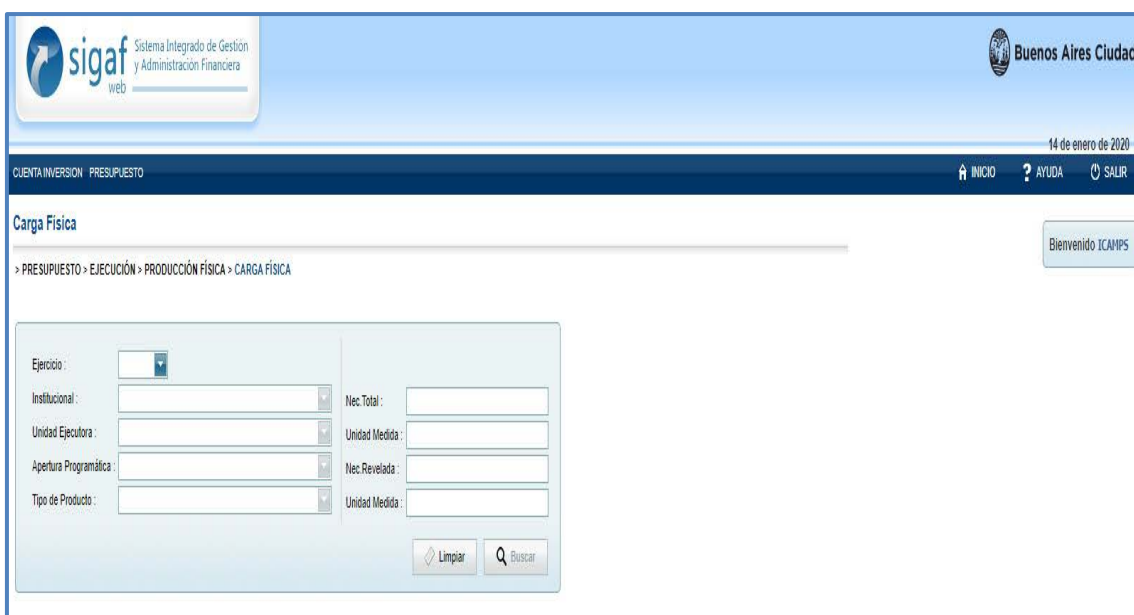 sigaf
web
Sistema Integrado de Gestión
y Administración Financiera
Buenos Aires Ciudad
14 de enero de 2020
CUENTA INVERSION PRESUPUESTO
INICIO ? AYUDA SALIR
Carga Física
Bienvenido ICAMPS
> PRESUPUESTO > EJECUCIÓN > PRODUCCIÓN FÍSICA > CARGA FÍSICA
Ejercicio :
Institucional :
Nec.Total :
Unidad Ejecutora :
Unidad Medida :
Apertura Programática :
Nec.Revelada :
Tipo de Producto :
Unidad Medida :
Limpiar
Buscar